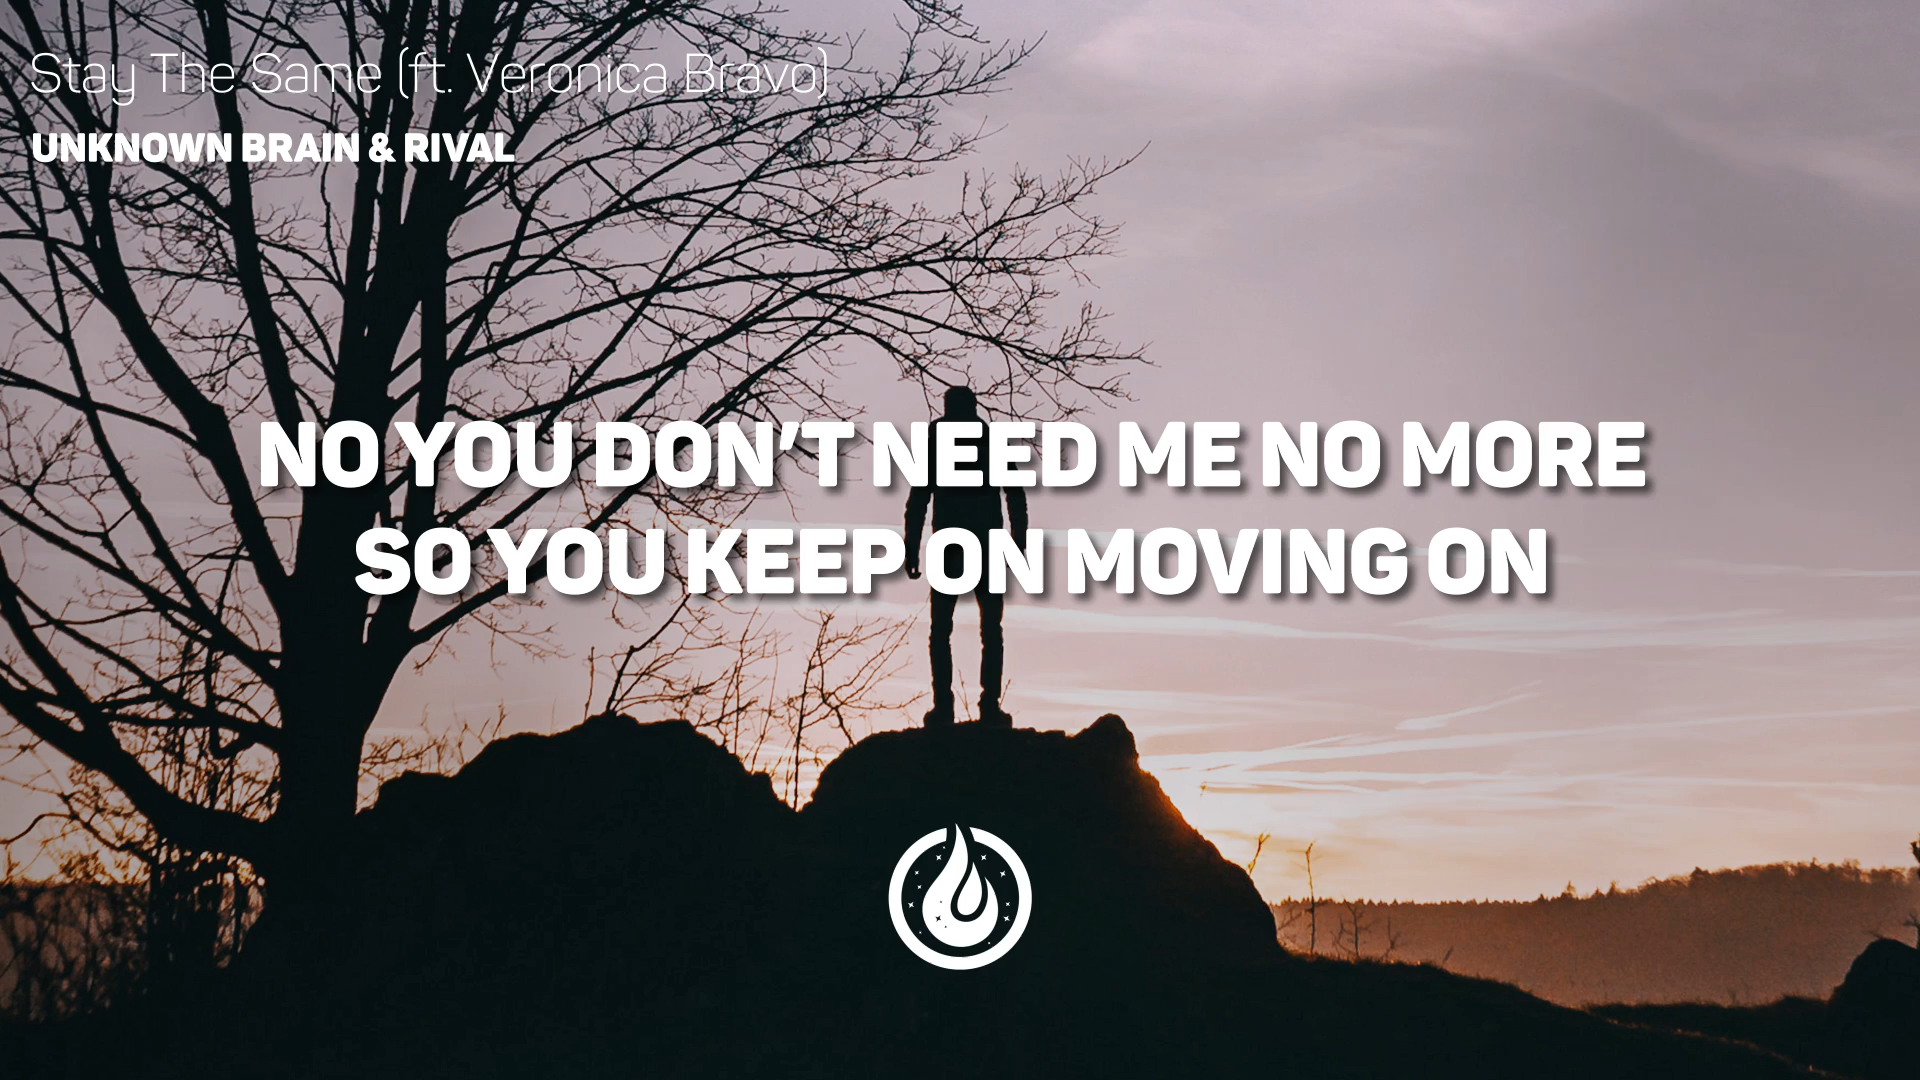 Stay The Same (ft. Veronica Bravo)
UNKNOWN BRAIN & RIVAL
NO YOU DON'T NEED ME NO MORE
SO YOU KEEP ON MOVING ON